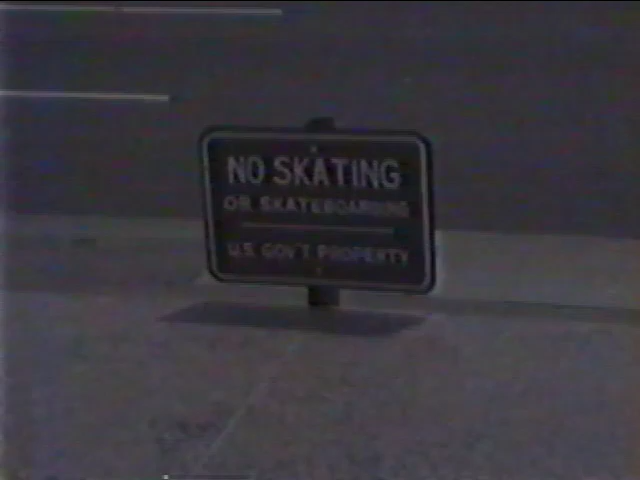 NO SKATING
OR SKATEBOARDING
U.S. GOV'T PROPERTY